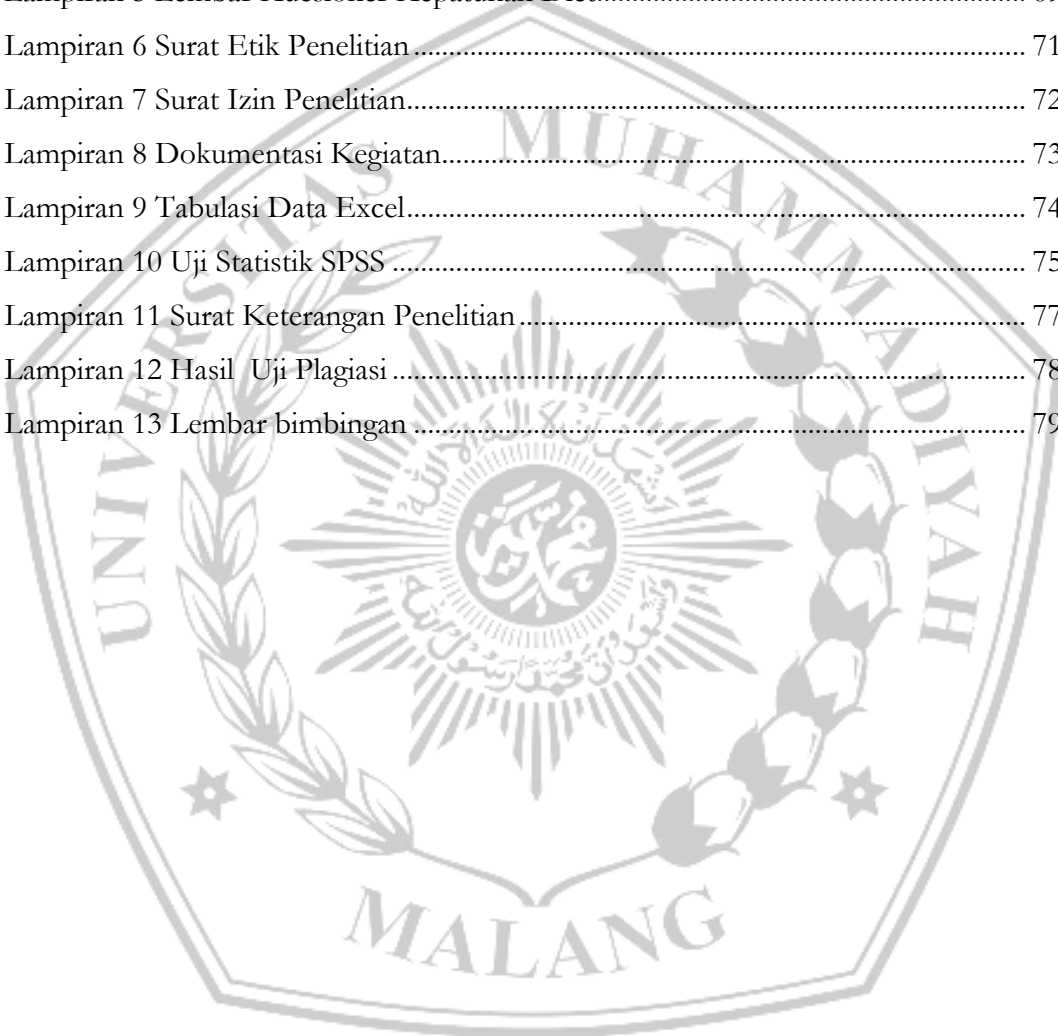 Lampiran 6 Surat Etik Penelitian ........ 71
Lampiran 7 Surat Izin Penelitian ........ 72
Lampiran 8 Dokumentasi Kegiatan ........ 73
Lampiran 9 Tabulasi Data Excel ........ 74
Lampiran 10 Uji Statistik SPSS ........ 75
Lampiran 11 Surat Keterangan Penelitian ........ 77
Lampiran 12 Hasil  Uji Plagiasi ........ 78
Lampiran 13 Lembar bimbingan ........ 79
UNIVERSITAS MUHAMMADIYAH
MALANG